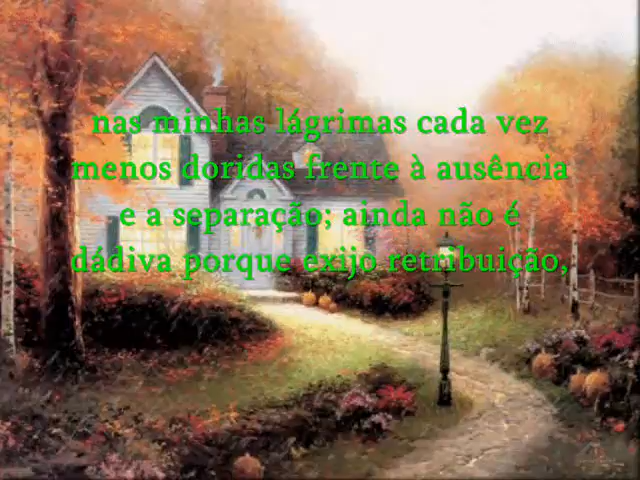 nas minhas lágrimas cada vez
menos doridas frente à ausência
e a separação; ainda não é
dádiva porque exijo retribuição,